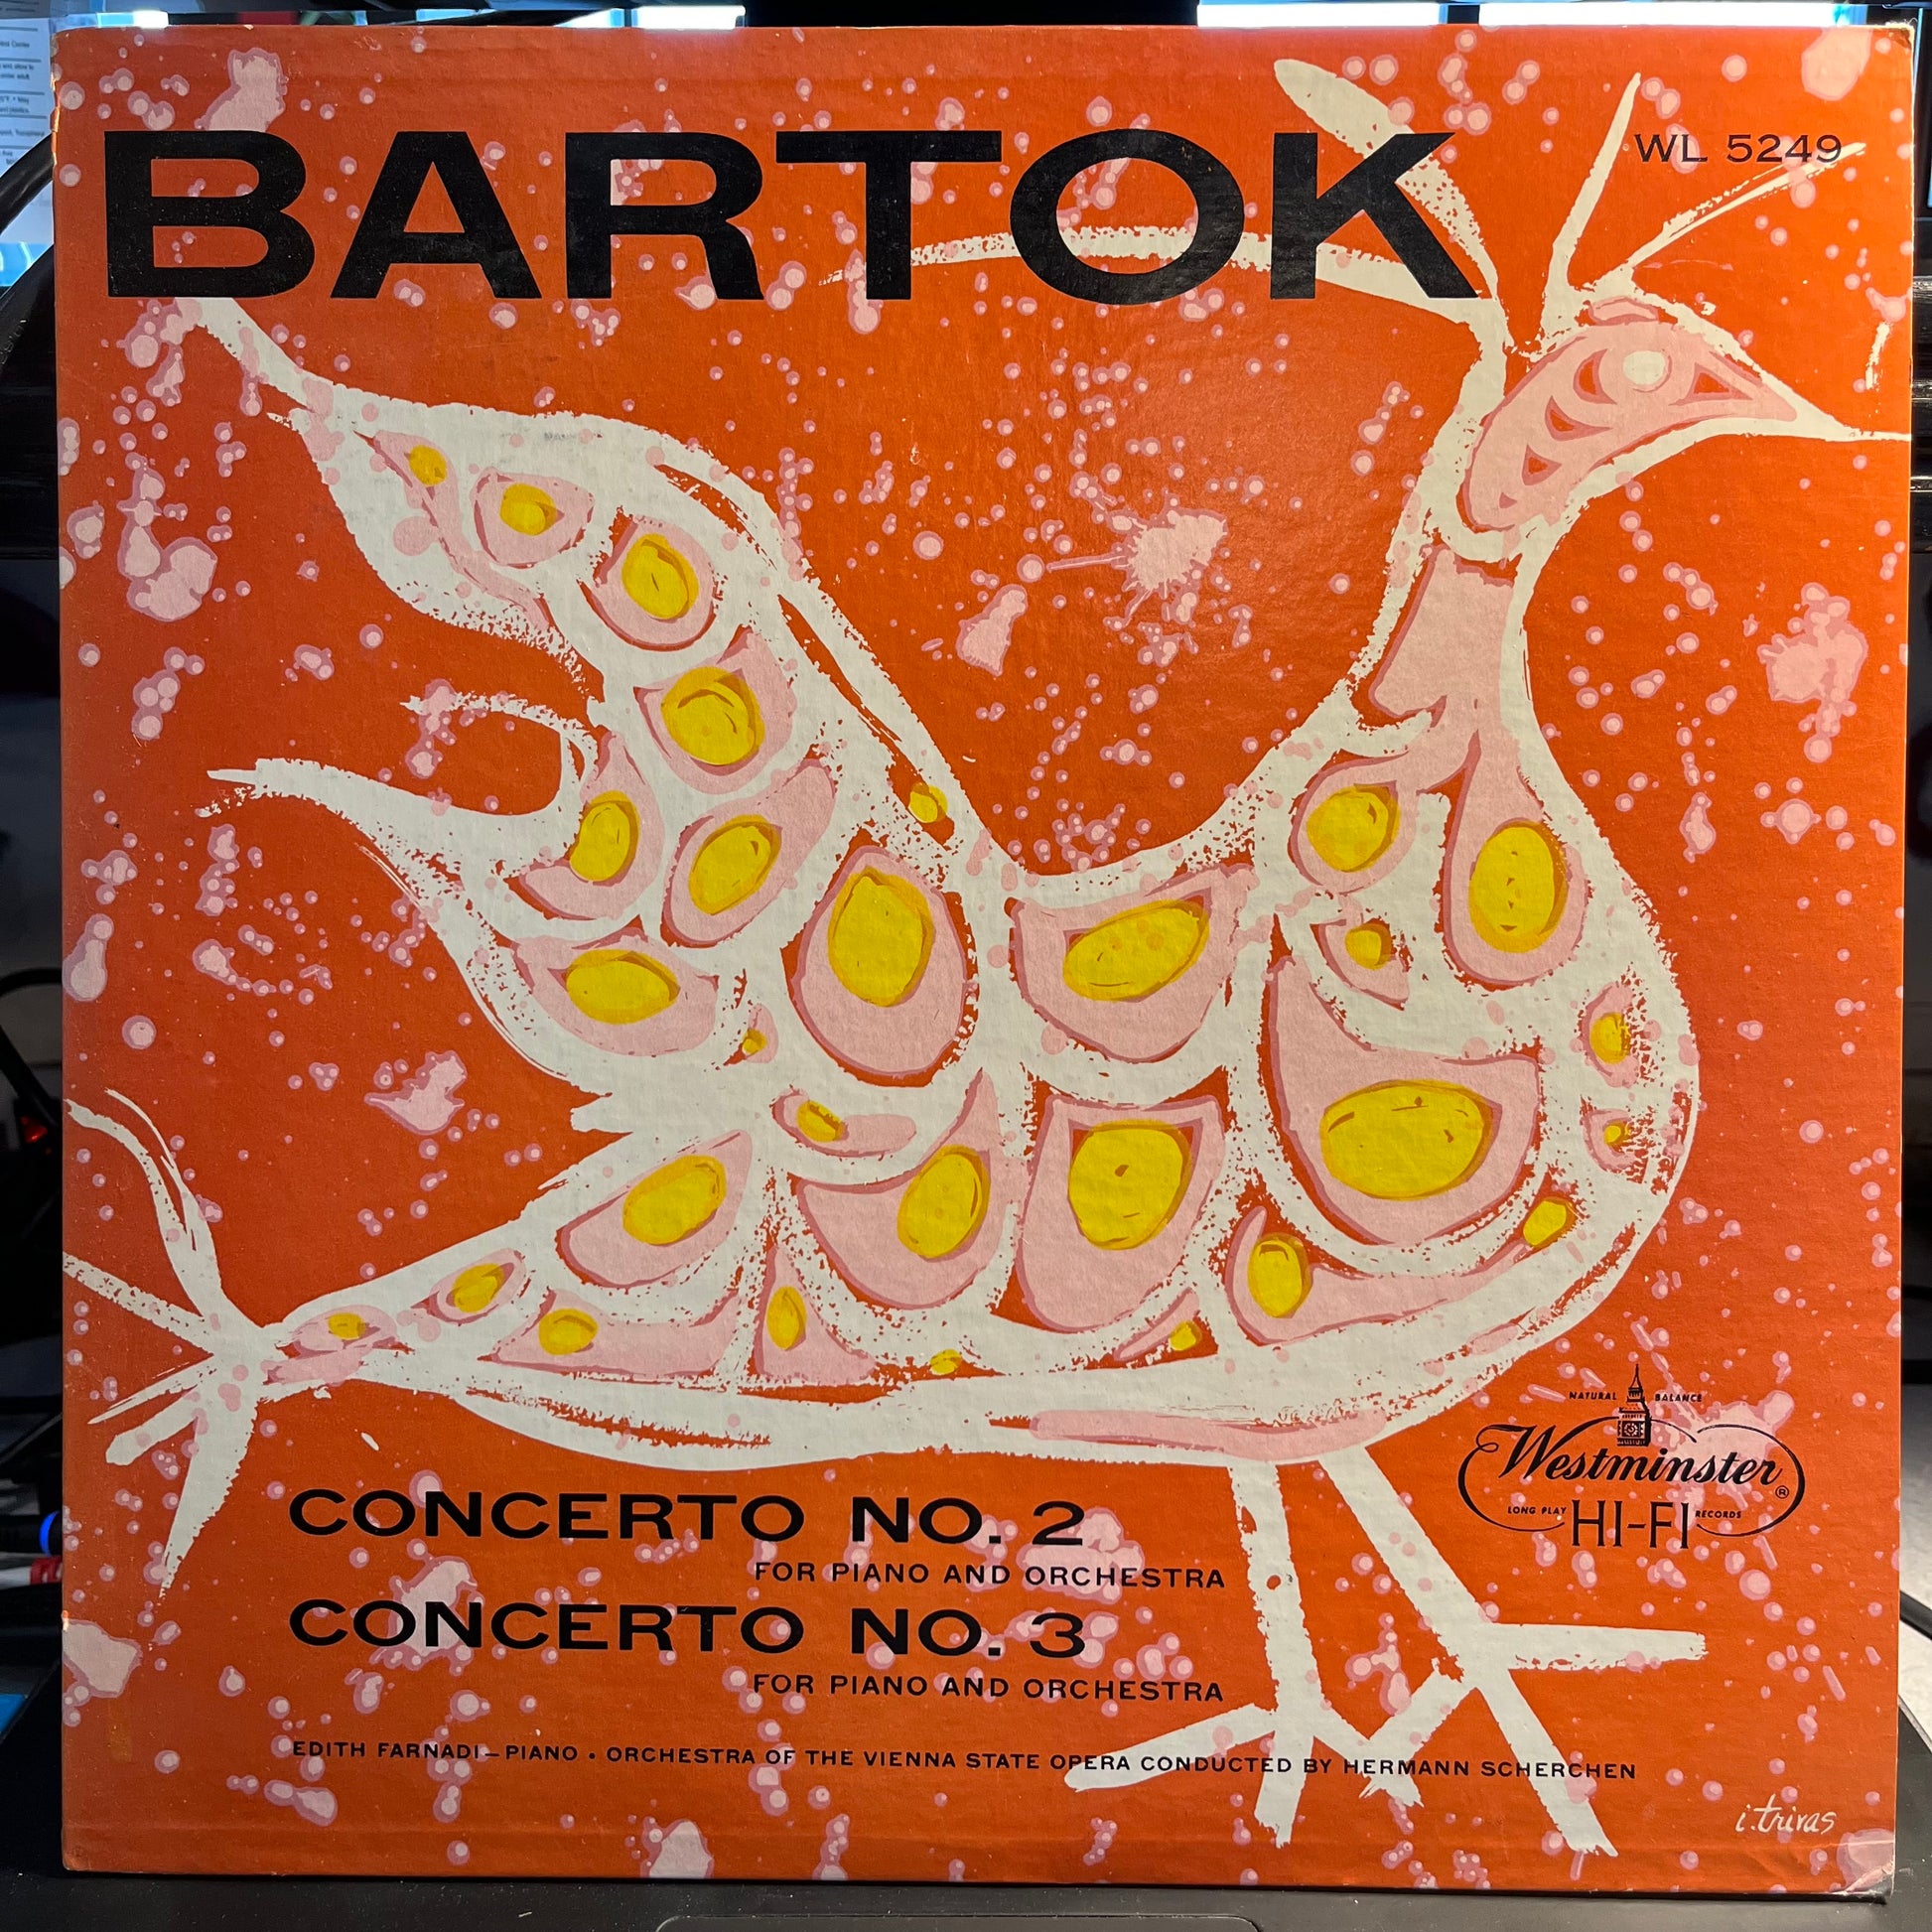 BARTOK
WL 5249
NATURAL BALANCE
Westminster®
LONG PLAY HI-FI RECORDS
CONCERTO NO. 2
FOR PIANO AND ORCHESTRA
CONCERTO NO. 3
FOR PIANO AND ORCHESTRA
EDITH FARNADI – PIANO • ORCHESTRA OF THE VIENNA STATE OPERA CONDUCTED BY HERMANN SCHERCHEN
i. trivas